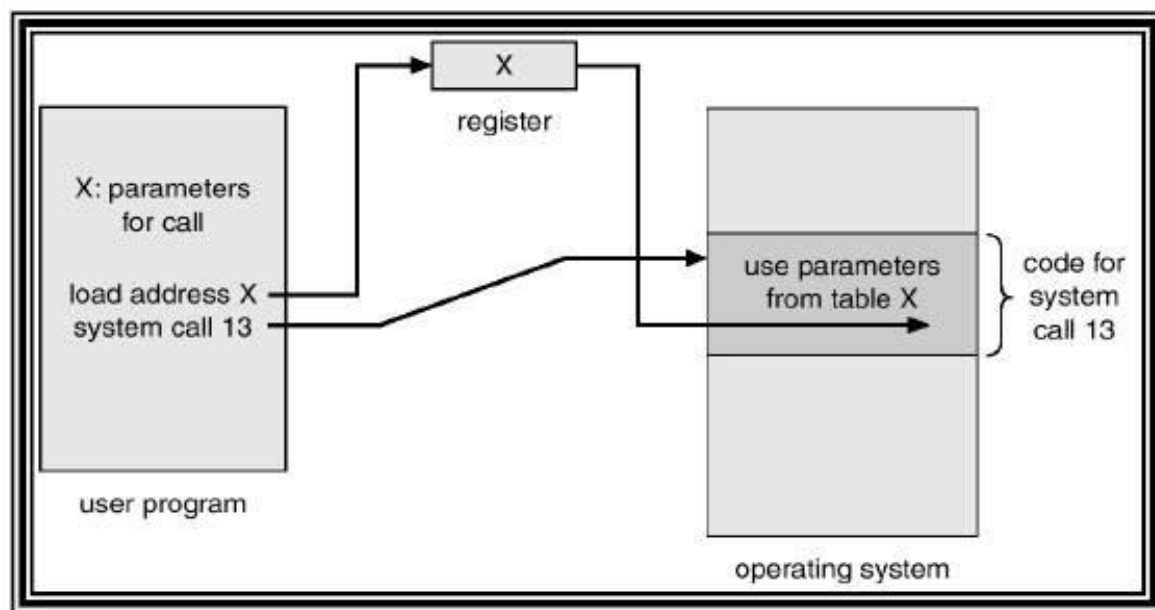 X
register
X: parameters
for call
load address X
system call 13
user program
use parameters
from table X
code for
system
call 13
operating system